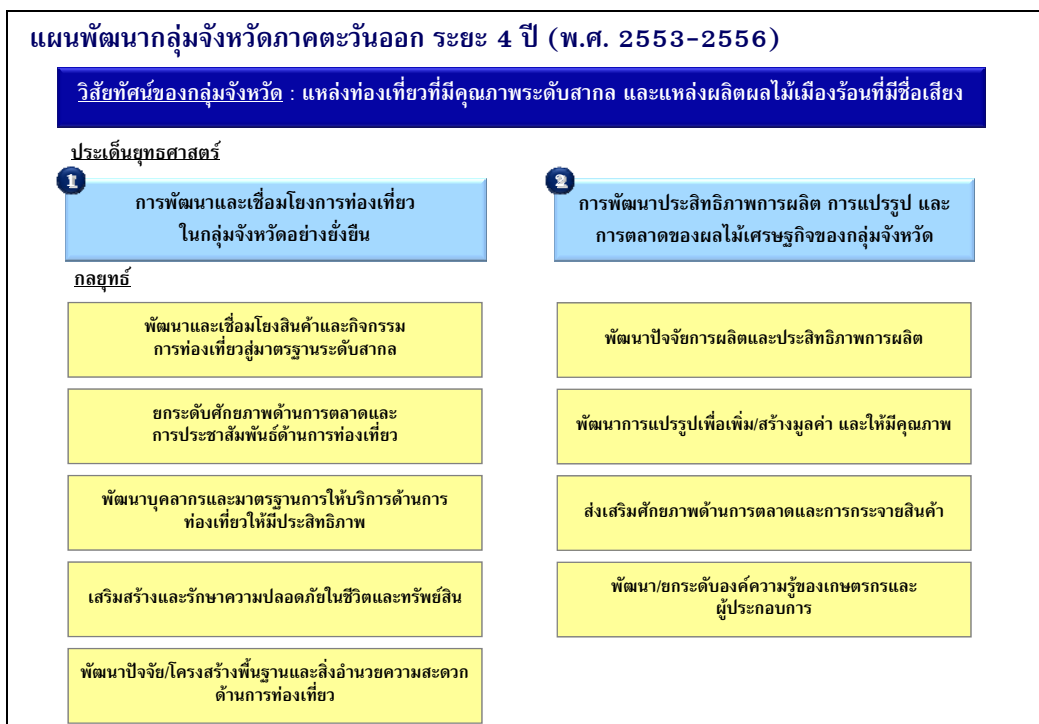 แผนพัฒนากลุ่มจังหวัดภาคตะวันออก ระยะ 4 ปี (พ.ศ. 2553-2556)
วิสัยทัศน์ของกลุ่มจังหวัด : แหล่งท่องเที่ยวที่มีคุณภาพระดับสากล และแหล่งผลิตผลไม้เมืองร้อนที่มีชื่อเสียง
ประเด็นยุทธศาสตร์
1
การพัฒนาและเชื่อมโยงการท่องเที่ยว
ในกลุ่มจังหวัดอย่างยั่งยืน
2
การพัฒนาประสิทธิภาพการผลิต การแปรรูป และ
การตลาดของผลไม้เศรษฐกิจของกลุ่มจังหวัด
กลยุทธ์
พัฒนาและเชื่อมโยงสินค้าและกิจกรรม
การท่องเที่ยวสู่มาตรฐานระดับสากล
ยกระดับศักยภาพด้านการตลาดและ
การประชาสัมพันธ์ด้านการท่องเที่ยว
พัฒนาบุคลากรและมาตรฐานการให้บริการด้านการ
ท่องเที่ยวให้มีประสิทธิภาพ
เสริมสร้างและรักษาความปลอดภัยในชีวิตและทรัพย์สิน
พัฒนาปัจจัย/โครงสร้างพื้นฐานและสิ่งอำนวยความสะดวก
ด้านการท่องเที่ยว
พัฒนาปัจจัยการผลิตและประสิทธิภาพการผลิต
พัฒนาการแปรรูปเพื่อเพิ่ม/สร้างมูลค่า และให้มีคุณภาพ
ส่งเสริมศักยภาพด้านการตลาดและการกระจายสินค้า
พัฒนา/ยกระดับองค์ความรู้ของเกษตรกรและ
ผู้ประกอบการ